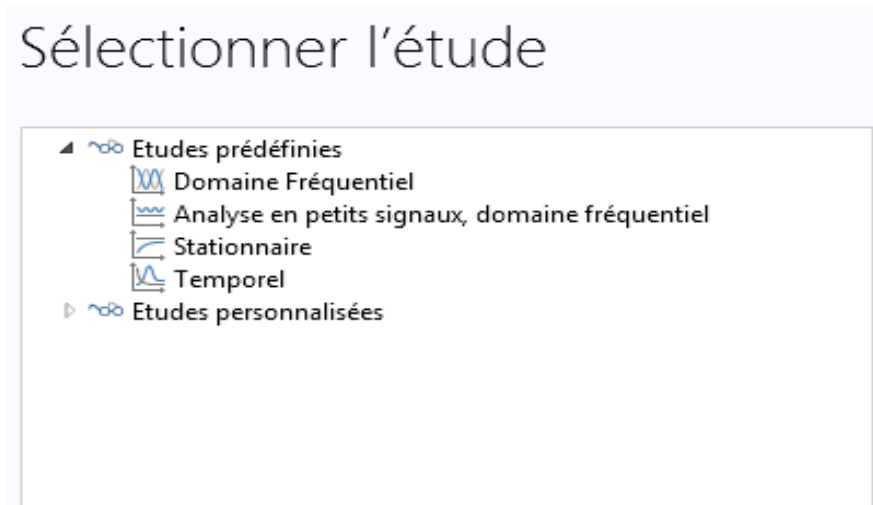 Sélectionner l'étude
Etudes prédéfinies
Domaine Fréquentiel
Analyse en petits signaux, domaine fréquentiel
Stationnaire
Temporel
Etudes personnalisées